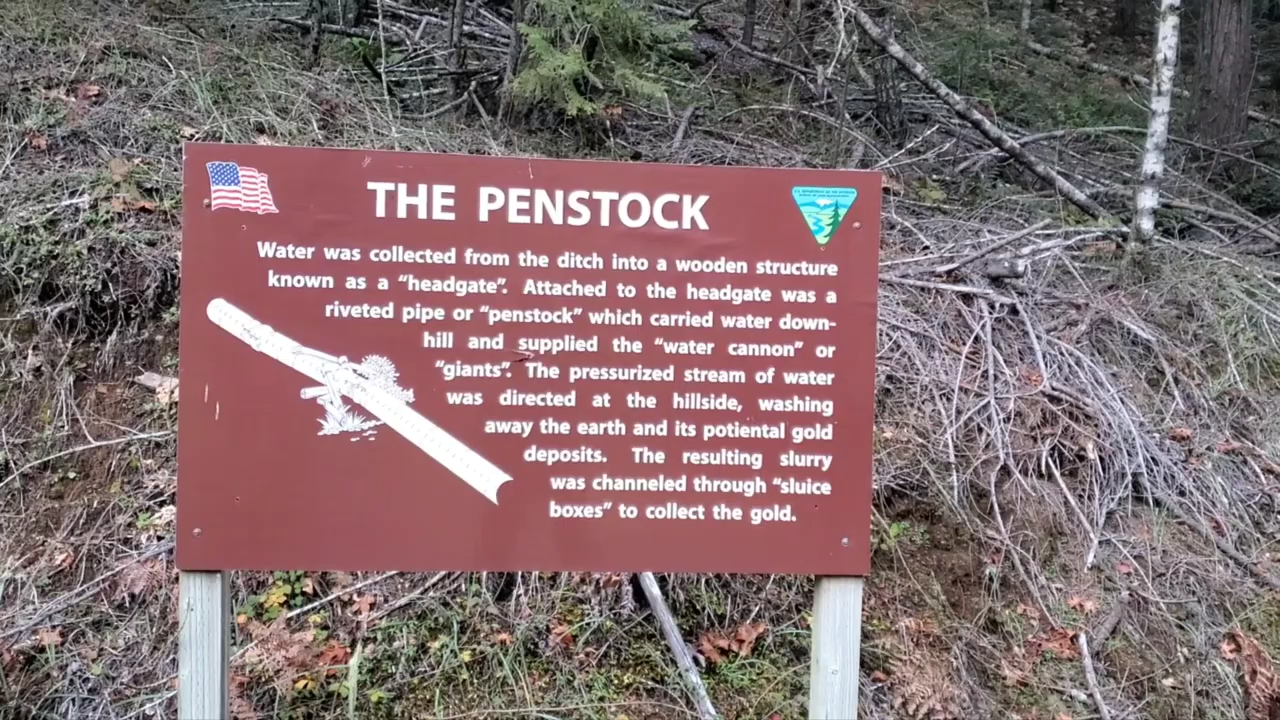 THE PENSTOCK
Water was collected from the ditch into a wooden structure
known as a “headgate”. Attached to the headgate was a
riveted pipe or “penstock” which carried water down-
hill and supplied the “water cannon” or
“giants”. The pressurized stream of water
was directed at the hillside, washing
away the earth and its potiental gold
deposits. The resulting slurry
was channeled through “sluice
boxes” to collect the gold.